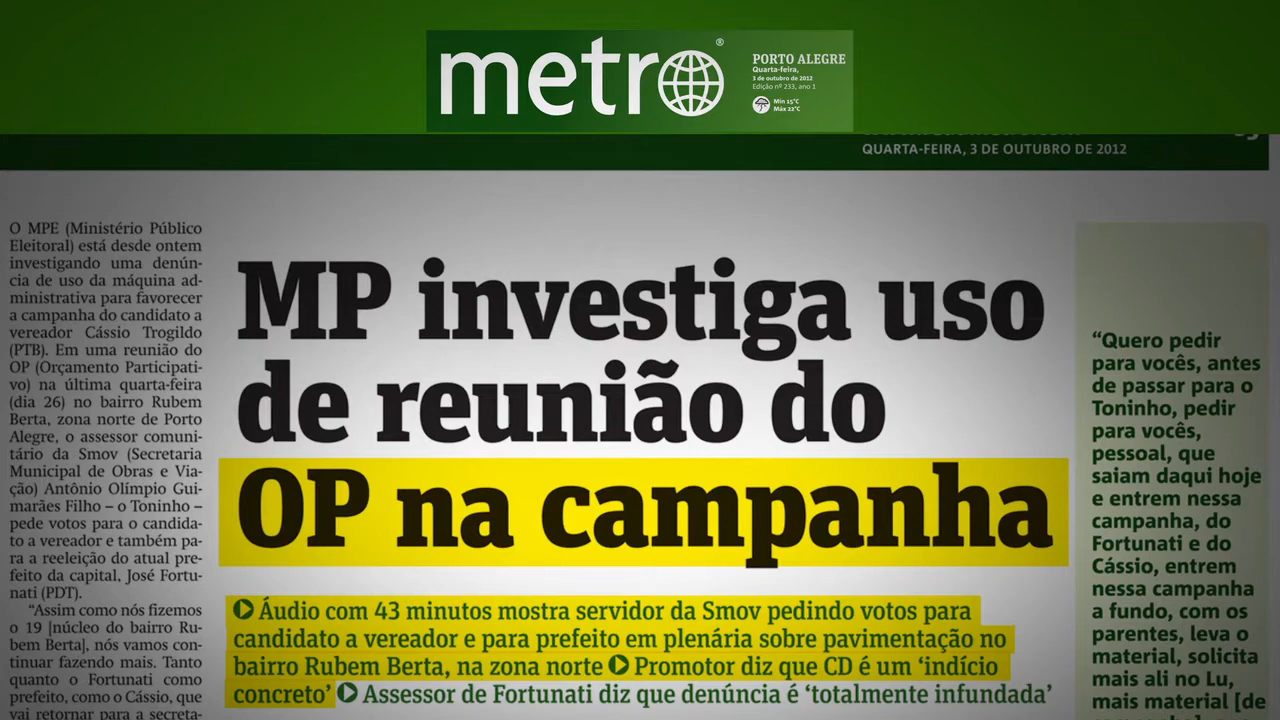 metro®
PORTO ALEGRE
Quarta-feira,
3 de outubro de 2012
Edição nº 233, ano 1
Min 15°C
Máx 22°C
QUARTA-FEIRA, 3 DE OUTUBRO DE 2012
O MPE (Ministério Público
Eleitoral) está desde ontem
investigando uma denún-
cia de uso da máquina ad-
ministrativa para favorecer
a campanha do candidato a
vereador Cássio Trogildo
(PTB). Em uma reunião do
OP (Orçamento Participati-
vo) na última quarta-feira
(dia 26) no bairro Rubem
Berta, zona norte de Porto
Alegre, o assessor comuni-
tário da Smov (Secretaria
Municipal de Obras e Via-
ção) Antônio Olímpio Gui-
marães Filho – o Toninho –
pede votos para o candida-
to a vereador e também pa-
ra a reeleição do atual pre-
feito da capital, José Fortu-
nati (PDT).
“Assim como nós fizemos
o 19 [núcleo do bairro Ru-
bem Berta], nós vamos con-
tinuar fazendo mais. Tanto
quanto o Fortunati como
prefeito, como o Cássio, que
vai retornar para a secreta-
MP investiga uso
de reunião do
OP na campanha
Áudio com 43 minutos mostra servidor da Smov pedindo votos para
candidato a vereador e para prefeito em plenária sobre pavimentação no
bairro Rubem Berta, na zona norte Promotor diz que CD é um ‘indício
concreto’ Assessor de Fortunati diz que denúncia é ‘totalmente infundada’
“Quero pedir
para vocês, antes
de passar para o
Toninho, pedir
para vocês,
pessoal, que
saiam daqui hoje
e entrem nessa
campanha, do
Fortunati e do
Cássio, entrem
nessa campanha
a fundo, com os
parentes, leva o
material, solicita
mais ali no Lu,
mais material [de